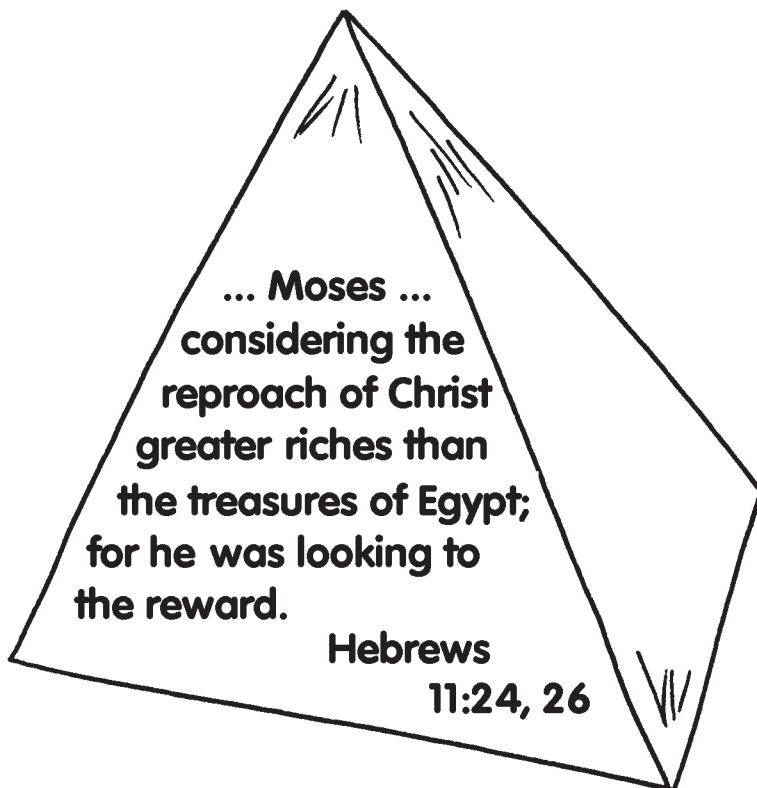 ... Moses ...
considering the
reproach of Christ
greater riches than
the treasures of Egypt;
for he was looking to
the reward.
Hebrews
11:24, 26